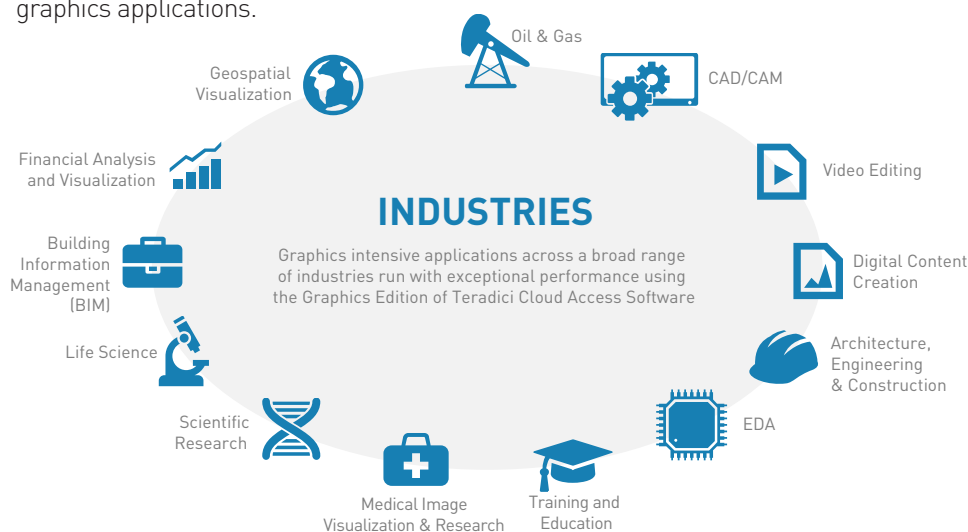 graphics applications.
Oil & Gas
CAD/CAM
Video Editing
Digital Content
Creation
Architecture,
Engineering
& Construction
EDA
Training and
Education
Medical Image
Visualization & Research
Scientific
Research
Life Science
Building
Information
Management
(BIM)
Financial Analysis
and Visualization
Geospatial
Visualization
INDUSTRIES
Graphics intensive applications across a broad range
of industries run with exceptional performance using
the Graphics Edition of Teradici Cloud Access Software